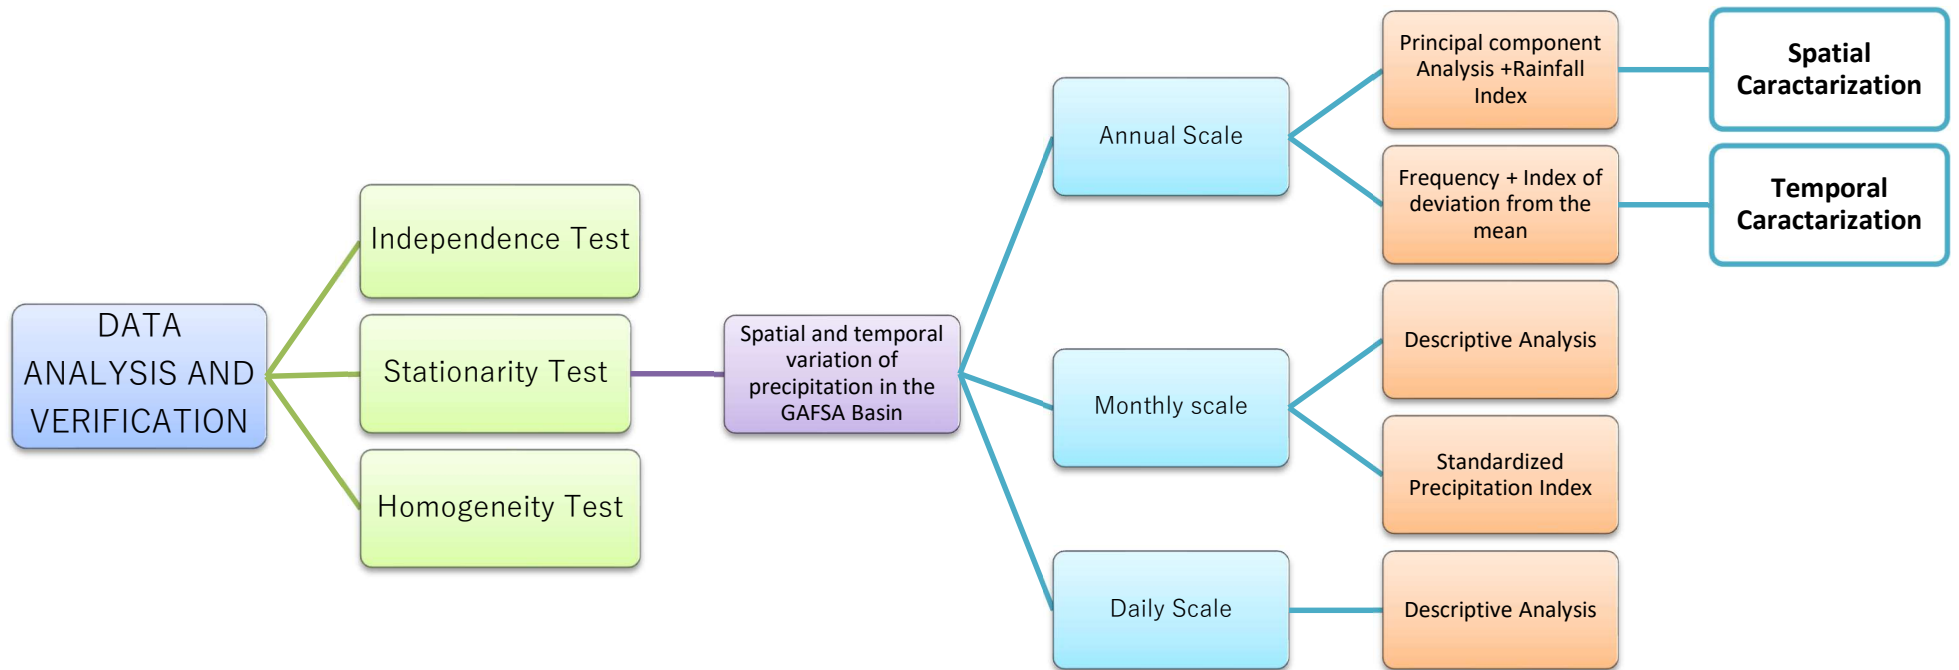 DATA
ANALYSIS AND
VERIFICATION
Independence Test
Stationarity Test
Homogeneity Test
Spatial and temporal
variation of
precipitation in the
GAFSA Basin
Annual Scale
Monthly scale
Daily Scale
Principal component
Analysis +Rainfall
Index
Frequency + Index of
deviation from the
mean
Descriptive Analysis
Standardized
Precipitation Index
Descriptive Analysis
Spatial
Caractarization
Temporal
Caractarization